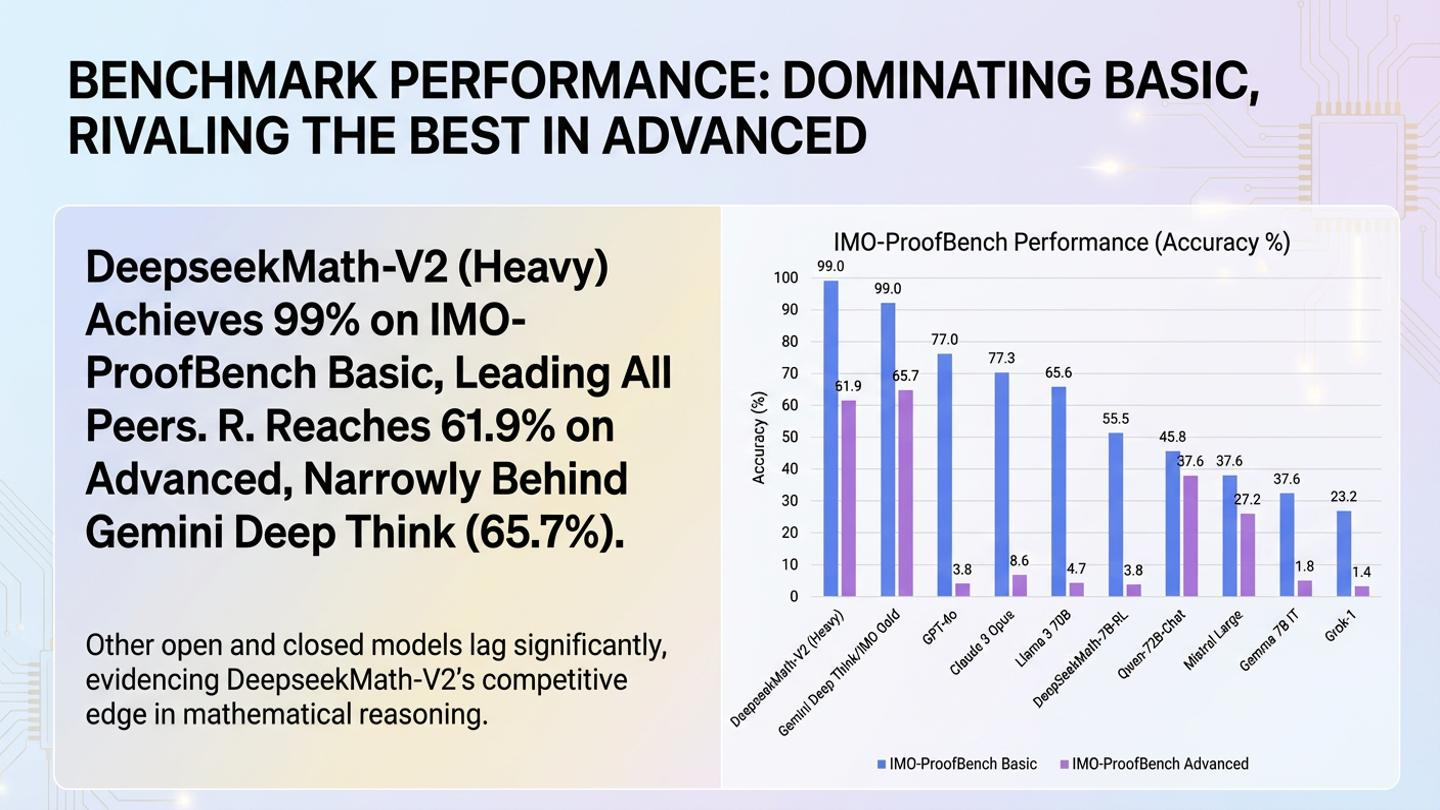 BENCHMARK PERFORMANCE: DOMINATING BASIC,
RIVALING THE BEST IN ADVANCED
DeepseekMath-V2 (Heavy)
Achieves 99% on IMO-
ProofBench Basic, Leading All
Peers. R. Reaches 61.9% on
Advanced, Narrowly Behind
Gemini Deep Think (65.7%).
Other open and closed models lag significantly,
evidencing DeepseekMath-V2's competitive
edge in mathematical reasoning.
IMO-ProofBench Performance (Accuracy %)
Accuracy (%)
100
90
80
70
60
50
40
30
20
10
0
99.0
61.9
99.0
65.7
77.0
3.8
77.3
8.6
65.6
4.7
55.5
3.8
45.8
37.6
37.6
27.2
37.6
1.8
23.2
1.4
DeepseekMath-V2 (Heavy)
Gemini Deep Think/IMO Gold
GPT-4o
Claude 3 Opus
Llama 3 70B
DeepSeekMath-7B-RL
Qwen-72B-Chat
Mistral Large
Gemma 7B IT
Grok-1
IMO-ProofBench Basic
IMO-ProofBench Advanced